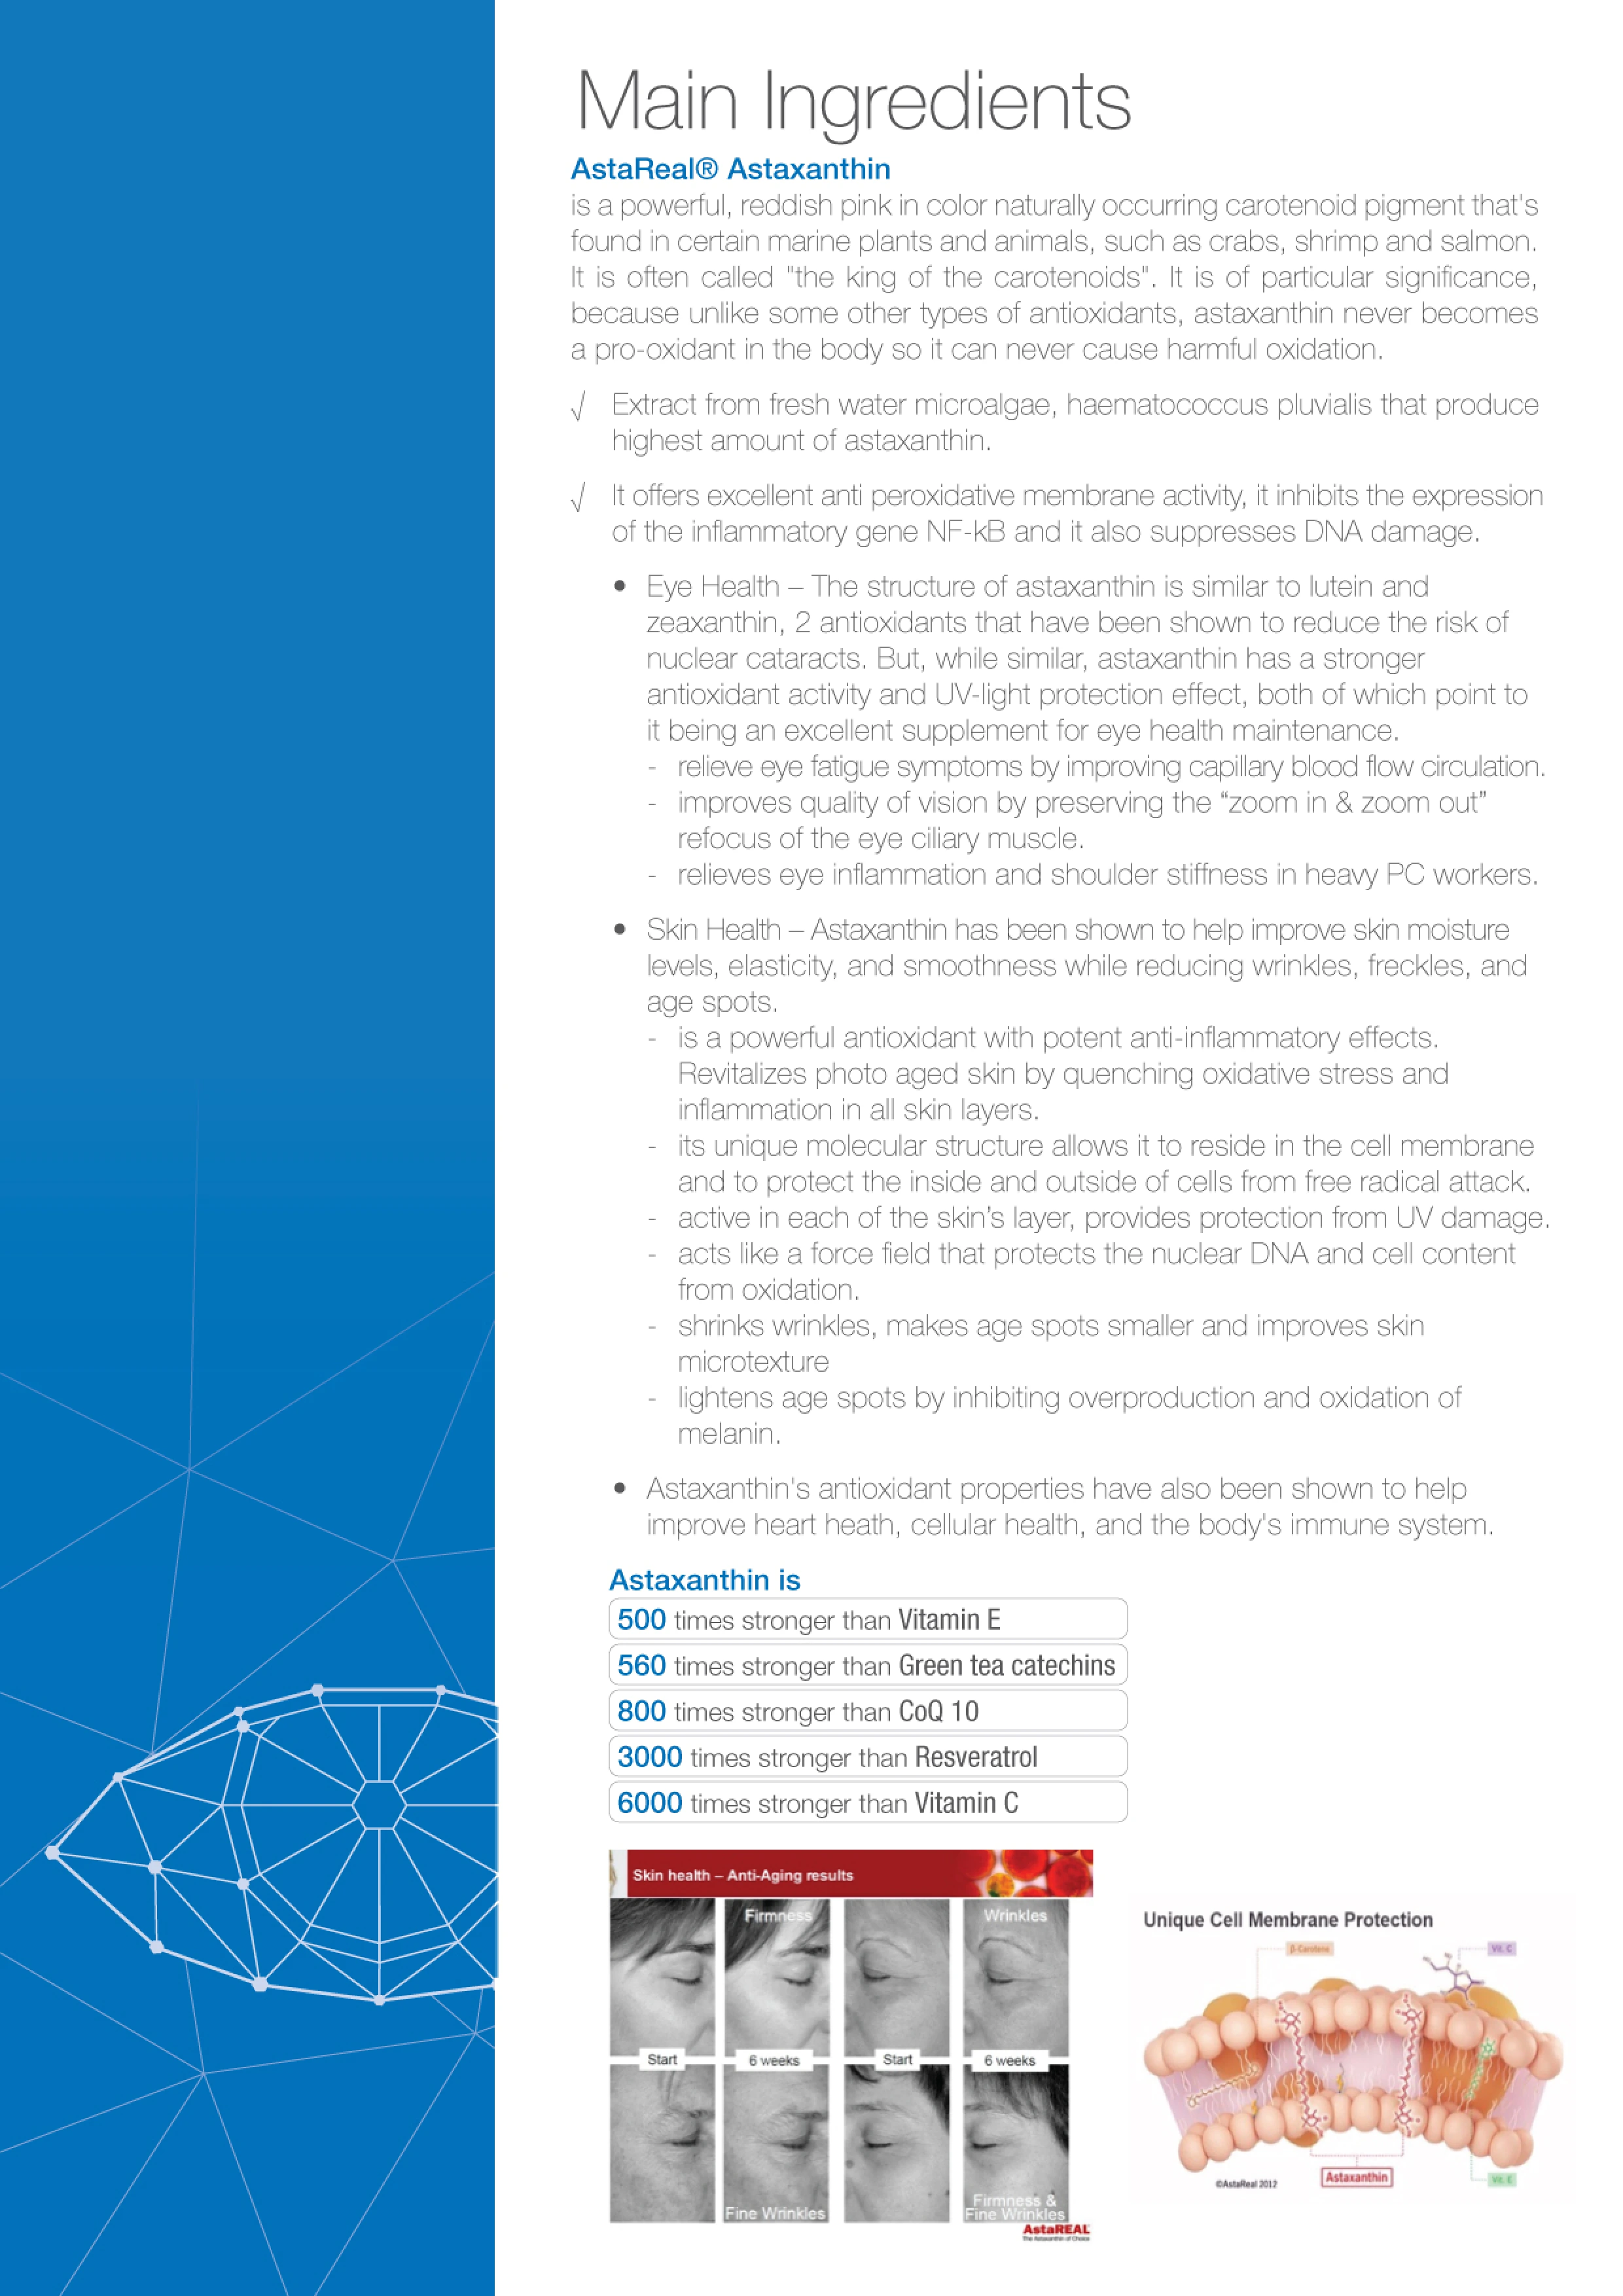 Main Ingredients
AstaReal® Astaxanthin
is a powerful, reddish pink in color naturally occurring carotenoid pigment that's
found in certain marine plants and animals, such as crabs, shrimp and salmon.
It is often called "the king of the carotenoids". It is of particular significance,
because unlike some other types of antioxidants, astaxanthin never becomes
a pro-oxidant in the body so it can never cause harmful oxidation.
√ Extract from fresh water microalgae, haematococcus pluvialis that produce
highest amount of astaxanthin.
√ It offers excellent anti peroxidative membrane activity, it inhibits the expression
of the inflammatory gene NF-kB and it also suppresses DNA damage.
• Eye Health – The structure of astaxanthin is similar to lutein and
zeaxanthin, 2 antioxidants that have been shown to reduce the risk of
nuclear cataracts. But, while similar, astaxanthin has a stronger
antioxidant activity and UV-light protection effect, both of which point to
it being an excellent supplement for eye health maintenance.
- relieve eye fatigue symptoms by improving capillary blood flow circulation.
- improves quality of vision by preserving the “zoom in & zoom out”
refocus of the eye ciliary muscle.
- relieves eye inflammation and shoulder stiffness in heavy PC workers.
• Skin Health – Astaxanthin has been shown to help improve skin moisture
levels, elasticity, and smoothness while reducing wrinkles, freckles, and
age spots.
- is a powerful antioxidant with potent anti-inflammatory effects.
Revitalizes photo aged skin by quenching oxidative stress and
inflammation in all skin layers.
- its unique molecular structure allows it to reside in the cell membrane
and to protect the inside and outside of cells from free radical attack.
- active in each of the skin’s layer, provides protection from UV damage.
- acts like a force field that protects the nuclear DNA and cell content
from oxidation.
- shrinks wrinkles, makes age spots smaller and improves skin
microtexture
- lightens age spots by inhibiting overproduction and oxidation of
melanin.
• Astaxanthin's antioxidant properties have also been shown to help
improve heart heath, cellular health, and the body's immune system.
Astaxanthin is
500 times stronger than Vitamin E
560 times stronger than Green tea catechins
800 times stronger than CoQ 10
3000 times stronger than Resveratrol
6000 times stronger than Vitamin C
Skin health – Anti-Aging results
Firmness
Wrinkles
Start
6 weeks
Start
6 weeks
Fine Wrinkles
Firmness &
Fine Wrinkles
AstaREAL
The Astaxanthin of Choice
Unique Cell Membrane Protection
β-Carotene
Vit. C
©AstaReal 2012
Astaxanthin
Vit. E